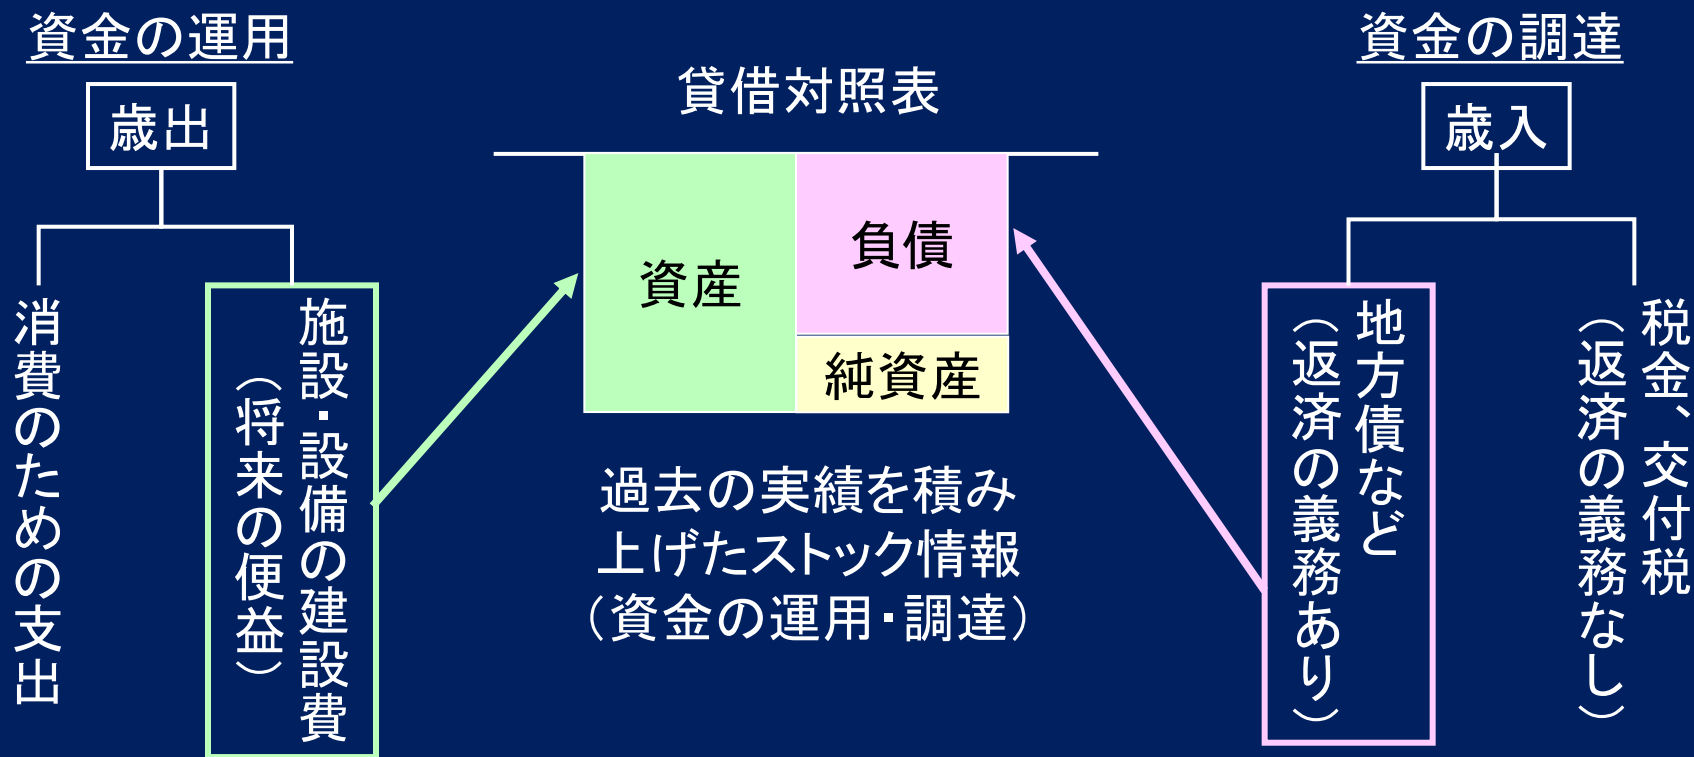 資金の運用
歳出
消費のための支出
施設・設備の建設費
（将来の便益）
貸借対照表
資産
負債
純資産
過去の実績を積み
上げたストック情報
（資金の運用・調達）
資金の調達
歳入
地方債など
（返済の義務あり）
税金、交付税
（返済の義務なし）